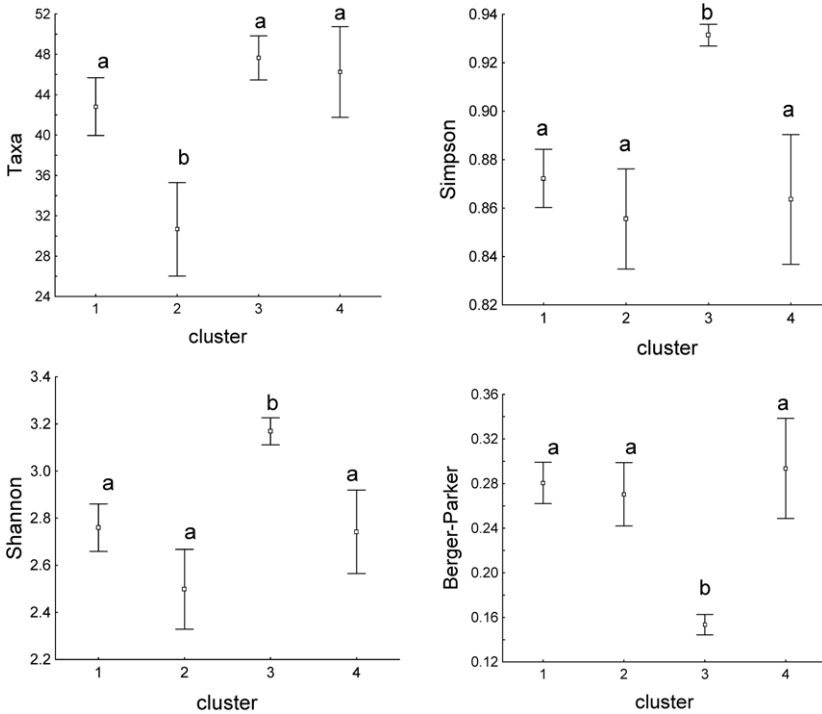 Taxa
52
48
44
40
36
32
28
24
a
b
a
a
1 2 3 4
cluster
Simpson
0.94
0.92
0.90
0.88
0.86
0.84
0.82
a
a
b
a
1 2 3 4
cluster
Shannon
3.4
3.2
3.0
2.8
2.6
2.4
2.2
a
a
b
a
1 2 3 4
cluster
Berger-Parker
0.36
0.32
0.28
0.24
0.20
0.16
0.12
a
a
b
a
1 2 3 4
cluster